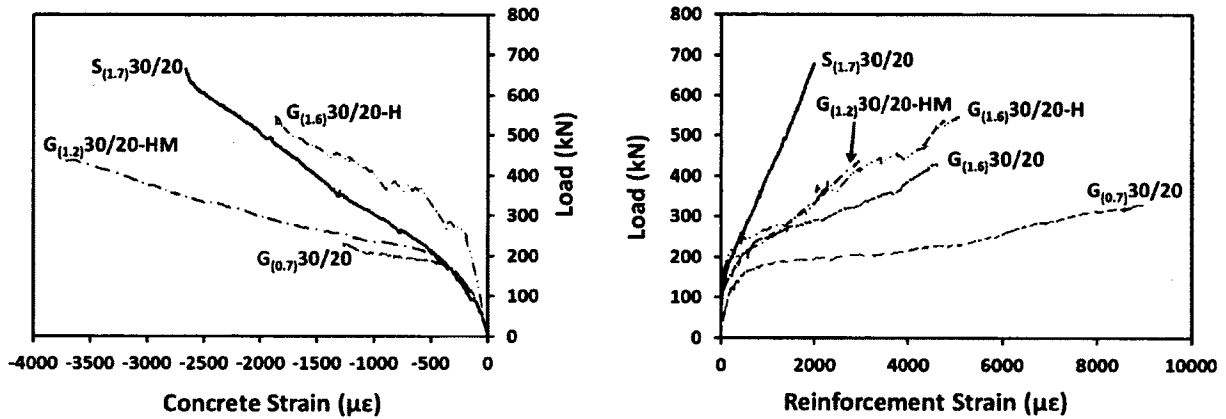 800
700
600
500
400
300
200
100
0
Load (kN)
S(1.7)30/20
G(1.6)30/20-H
G(1.2)30/20-HM
G(0.7)30/20
-4000 -3500 -3000 -2500 -2000 -1500 -1000 -500 0
Concrete Strain (µε)
800
700
600
500
400
300
200
100
0
Load (kN)
S(1.7)30/20
G(1.2)30/20-HM
G(1.6)30/20-H
G(1.6)30/20
G(0.7)30/20
0 2000 4000 6000 8000 10000
Reinforcement Strain (µε)